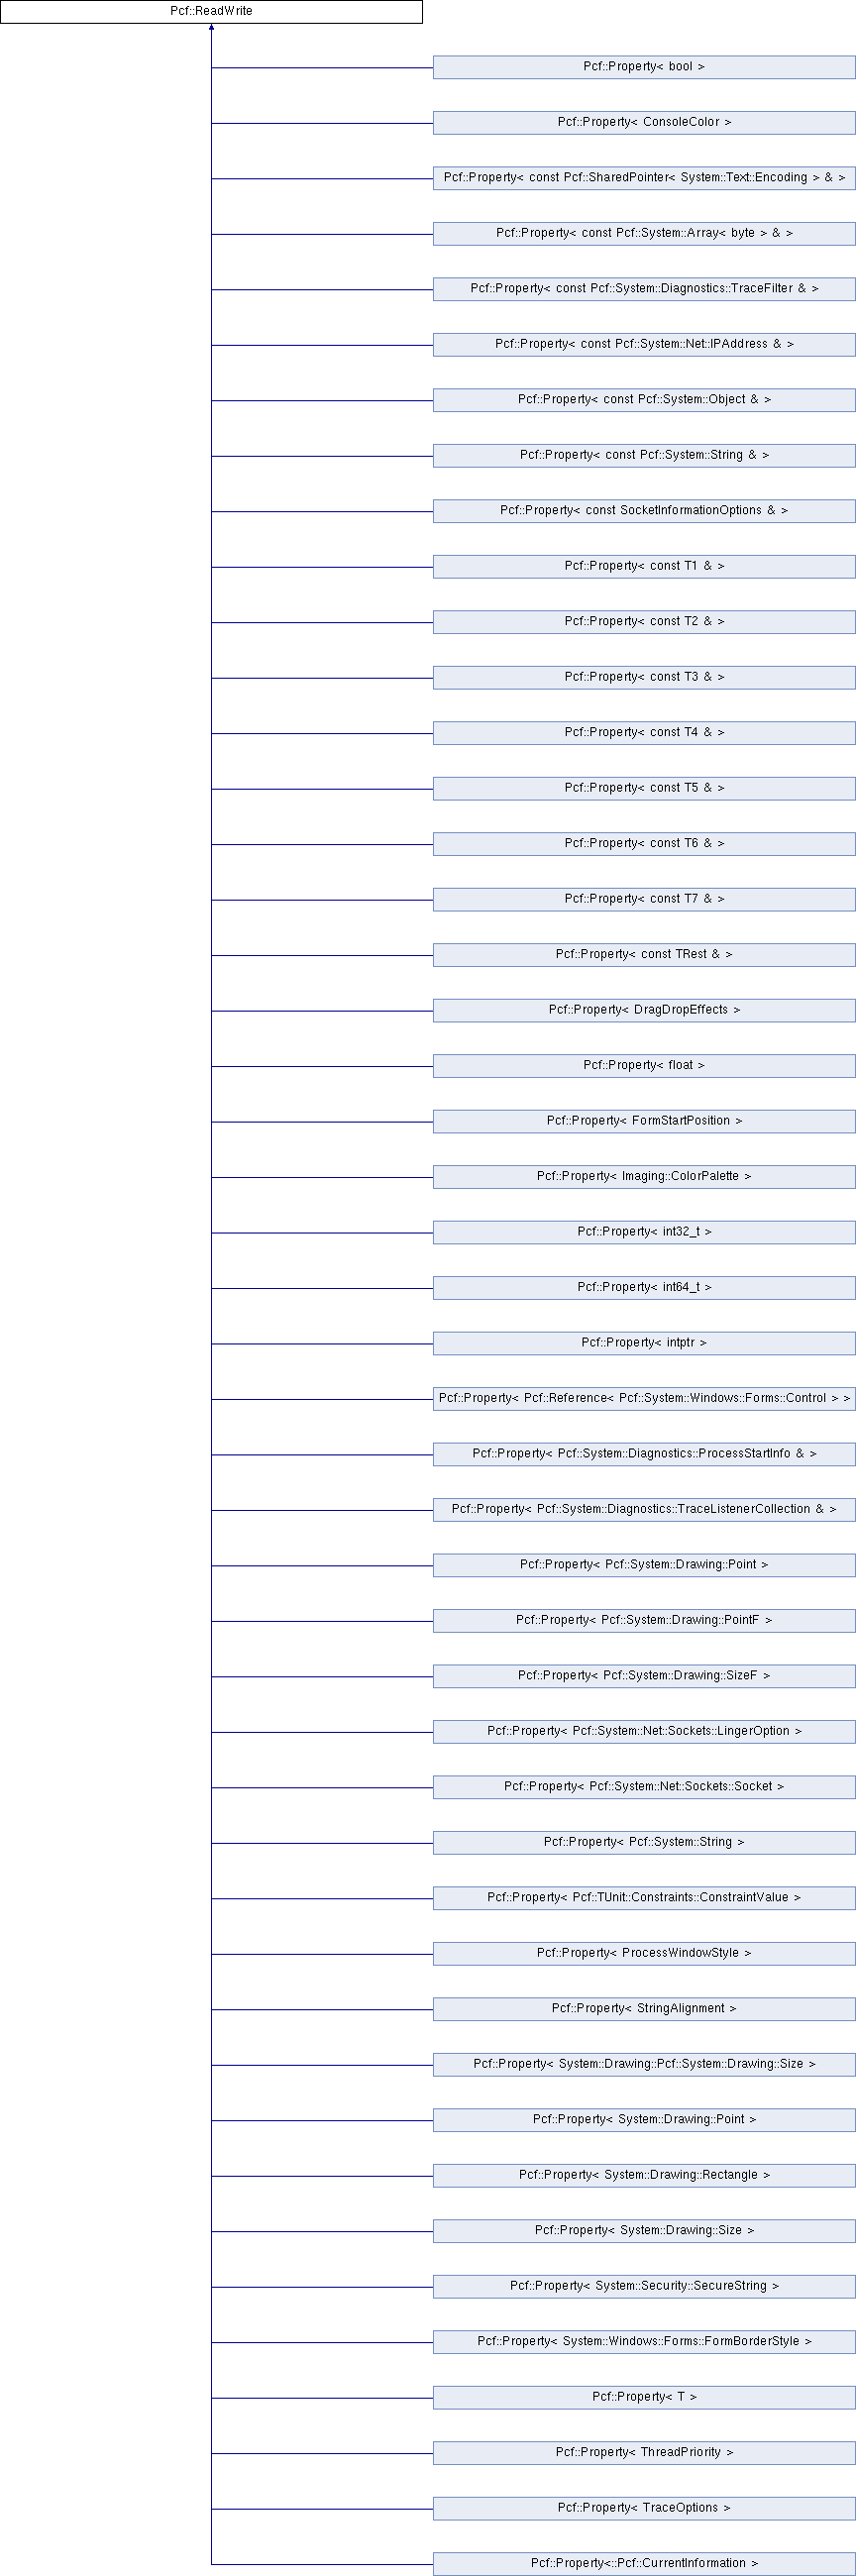 Pcf::ReadWrite
Pcf::Property< bool >
Pcf::Property< ConsoleColor >
Pcf::Property< const Pcf::SharedPointer< System::Text::Encoding > & >
Pcf::Property< const Pcf::System::Array< byte > & >
Pcf::Property< const Pcf::System::Diagnostics::TraceFilter & >
Pcf::Property< const Pcf::System::Net::IPAddress & >
Pcf::Property< const Pcf::System::Object & >
Pcf::Property< const Pcf::System::String & >
Pcf::Property< const SocketInformationOptions & >
Pcf::Property< const T1 & >
Pcf::Property< const T2 & >
Pcf::Property< const T3 & >
Pcf::Property< const T4 & >
Pcf::Property< const T5 & >
Pcf::Property< const T6 & >
Pcf::Property< const T7 & >
Pcf::Property< const TRest & >
Pcf::Property< DragDropEffects >
Pcf::Property< float >
Pcf::Property< FormStartPosition >
Pcf::Property< Imaging::ColorPalette >
Pcf::Property< int32_t >
Pcf::Property< int64_t >
Pcf::Property< intptr >
Pcf::Property< Pcf::Reference< Pcf::System::Windows::Forms::Control > >
Pcf::Property< Pcf::System::Diagnostics::ProcessStartInfo & >
Pcf::Property< Pcf::System::Diagnostics::TraceListenerCollection & >
Pcf::Property< Pcf::System::Drawing::Point >
Pcf::Property< Pcf::System::Drawing::PointF >
Pcf::Property< Pcf::System::Drawing::SizeF >
Pcf::Property< Pcf::System::Net::Sockets::LingerOption >
Pcf::Property< Pcf::System::Net::Sockets::Socket >
Pcf::Property< Pcf::System::String >
Pcf::Property< Pcf::TUnit::Constraints::ConstraintValue >
Pcf::Property< ProcessWindowStyle >
Pcf::Property< StringAlignment >
Pcf::Property< System::Drawing::Pcf::System::Drawing::Size >
Pcf::Property< System::Drawing::Point >
Pcf::Property< System::Drawing::Rectangle >
Pcf::Property< System::Drawing::Size >
Pcf::Property< System::Security::SecureString >
Pcf::Property< System::Windows::Forms::FormBorderStyle >
Pcf::Property< T >
Pcf::Property< ThreadPriority >
Pcf::Property< TraceOptions >
Pcf::Property<::Pcf::CurrentInformation >